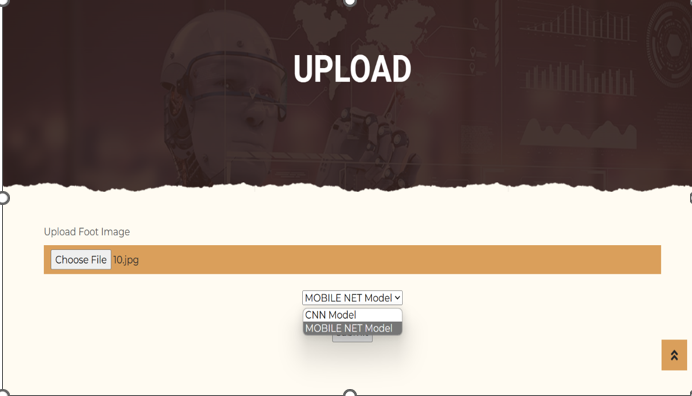 UPLOAD
Upload Foot Image
Choose File 10.jpg
MOBILE NET Model
CNN Model
MOBILE NET Model